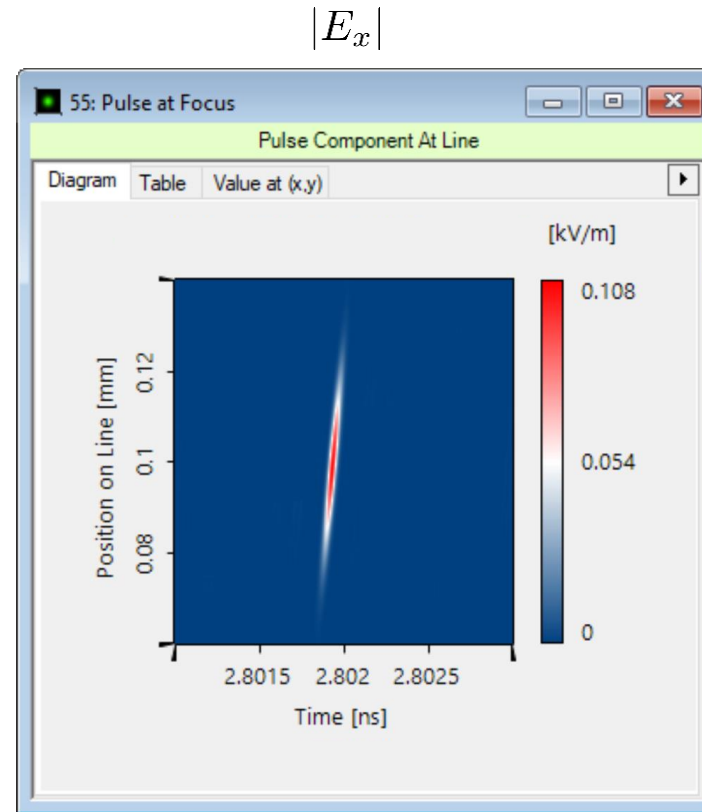 |E_x|
55: Pulse at Focus
Pulse Component At Line
Diagram Table Value at (x,y)
[kV/m]
0.108
0.054
0
Position on Line [mm]
0.12
0.1
0.08
2.8015 2.802 2.8025
Time [ns]